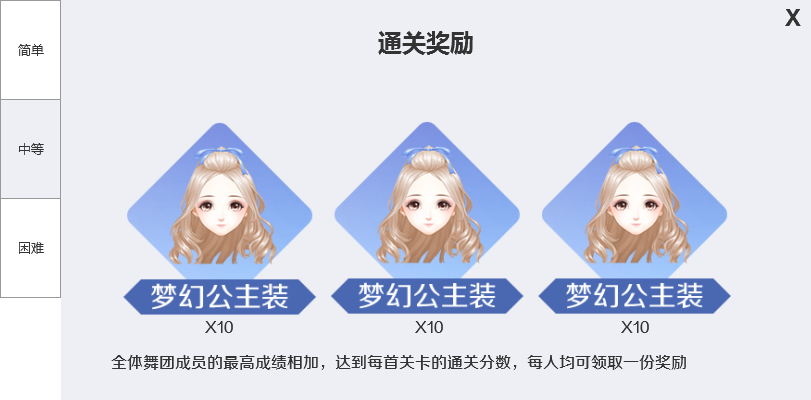 X
通关奖励
简单
中等
困难
梦幻公主装 梦幻公主装 梦幻公主装
X10 X10 X10
全体舞团成员的最高成绩相加，达到每首关卡的通关分数，每人均可领取一份奖励